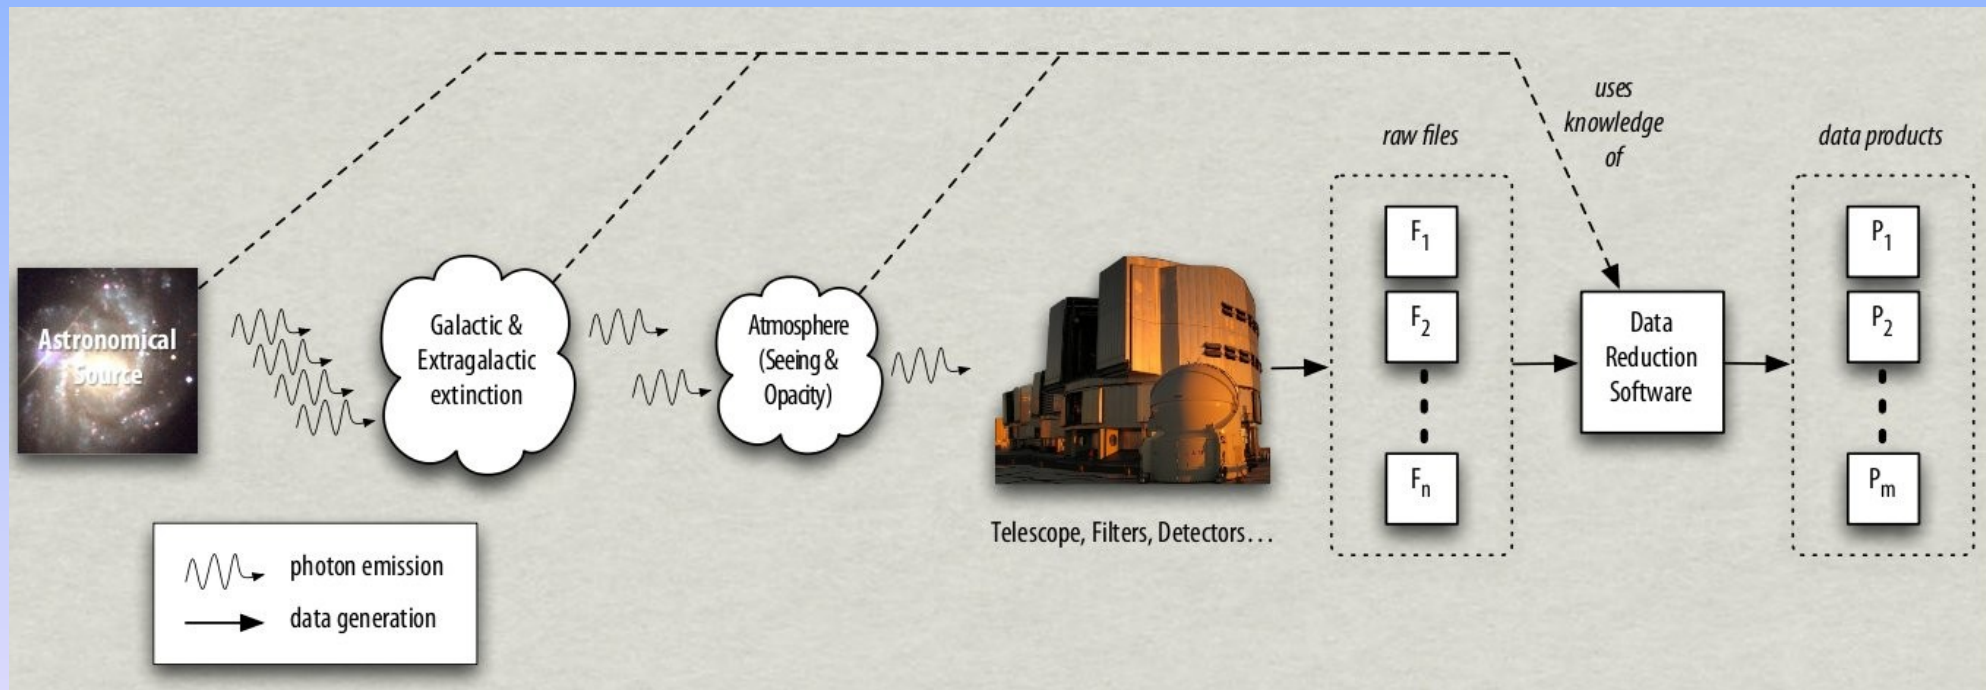 uses
knowledge
of
raw files
data products
Astronomical
Source
Galactic &
Extragalactic
extinction
Atmosphere
(Seeing &
Opacity)
F1
F2
Fn
Data
Reduction
Software
P1
P2
Pm
Telescope, Filters, Detectors…
photon emission
data generation